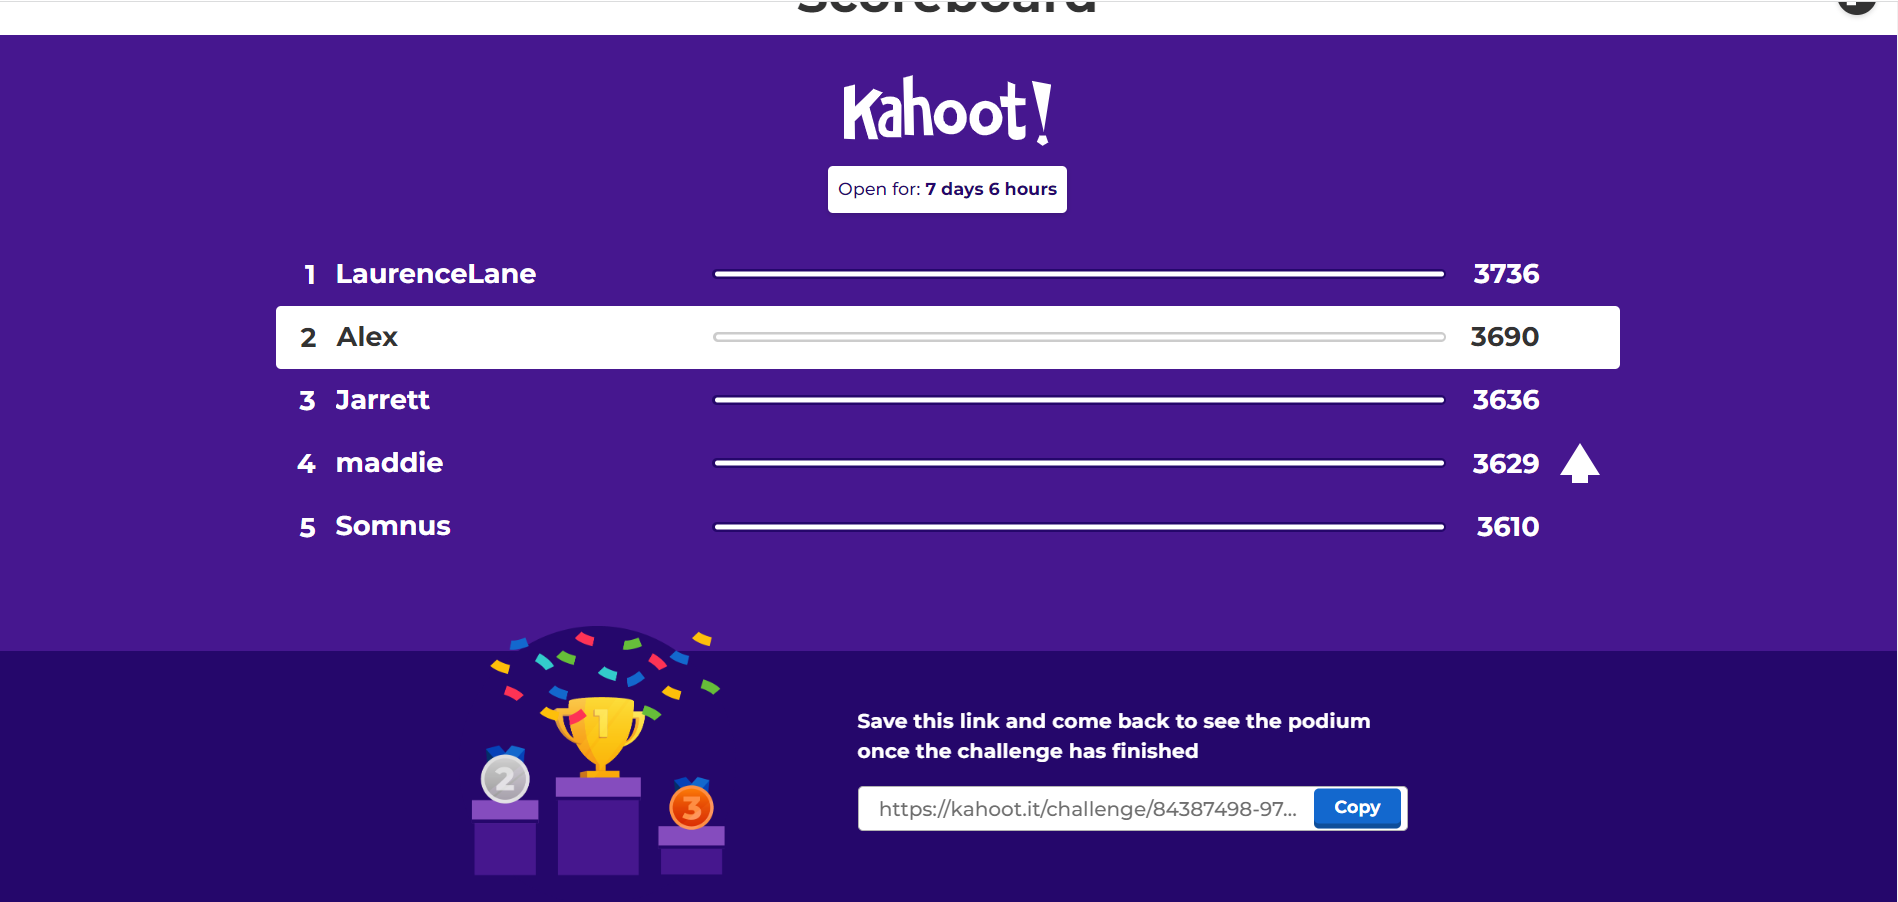 Scoreboard
Kahoot!
Open for: 7 days 6 hours
1 LaurenceLane 3736
2 Alex 3690
3 Jarrett 3636
4 maddie 3629
5 Somnus 3610
1
2
3
Save this link and come back to see the podium
once the challenge has finished
https://kahoot.it/challenge/84387498-97... Copy